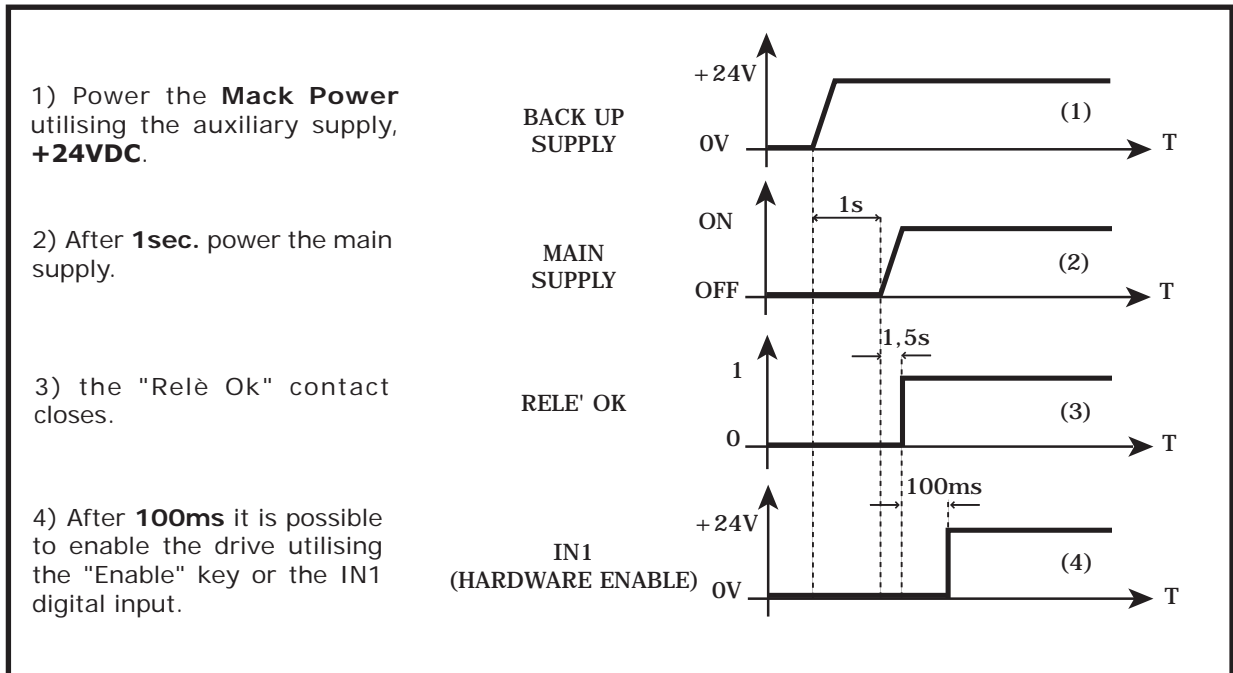 1) Power the Mack Power
utilising the auxiliary supply,
+24VDC.
BACK UP
SUPPLY
+24V
0V
(1)
T
2) After 1sec. power the main
supply.
MAIN
SUPPLY
ON
OFF
1s
(2)
T
3) the "Relè Ok" contact
closes.
RELE' OK
1
0
1,5s
(3)
T
4) After 100ms it is possible
to enable the drive utilising
the "Enable" key or the IN1
digital input.
IN1
(HARDWARE ENABLE)
+24V
0V
100ms
(4)
T